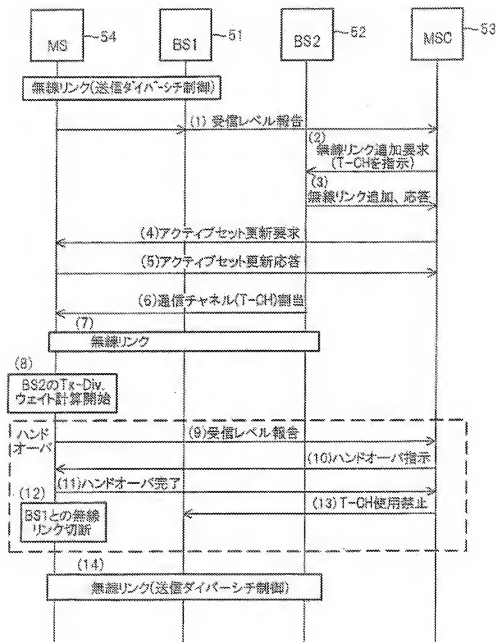 MS 54
BS1 51
BS2 52
MSC 53
無線リンク(送信ダイバーシチ制御)
(1) 受信レベル報告
(2)
無線リンク追加要求
(T-CHを指示)
(3)
無線リンク追加、応答
(4)アクティブセット更新要求
(5)アクティブセット更新応答
(6)通信チャネル(T-CH)割当
(7)
無線リンク
(8)
BS2のTx-Div.
ウェイト計算開始
ハンド
オーバ
(9)受信レベル報告
(10)ハンドオーバ指示
(11)ハンドオーバ完了
(12)
(13) T-CH使用禁止
BS1との無線
リンク切断
(14)
無線リンク(送信ダイバーシチ制御)